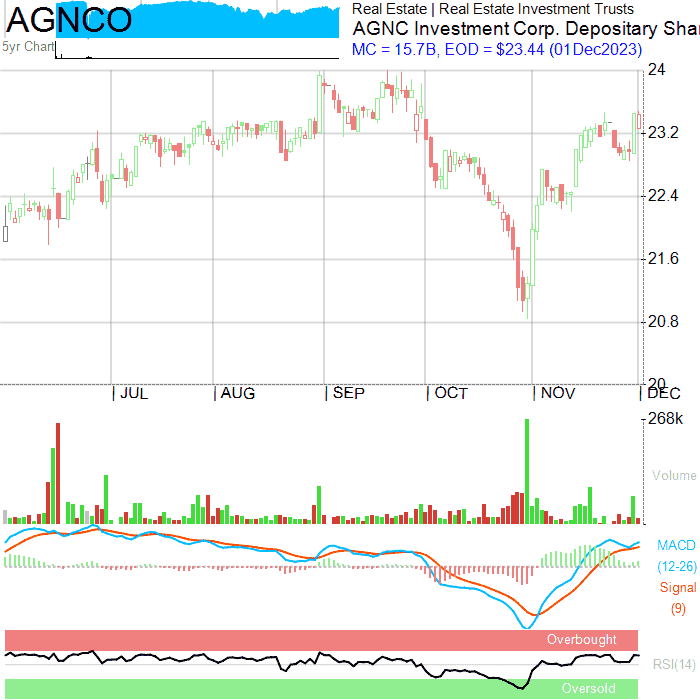 AGNCO
5yr Chart
Real Estate | Real Estate Investment Trusts
AGNC Investment Corp. Depositary Shar
MC = 15.7B, EOD = $23.44 (01Dec2023)
24
23.2
22.4
21.6
20.8
20
JUL AUG SEP OCT NOV DEC
268k
Volume
MACD
(12-26)
Signal
(9)
Overbought
RSI(14)
Oversold